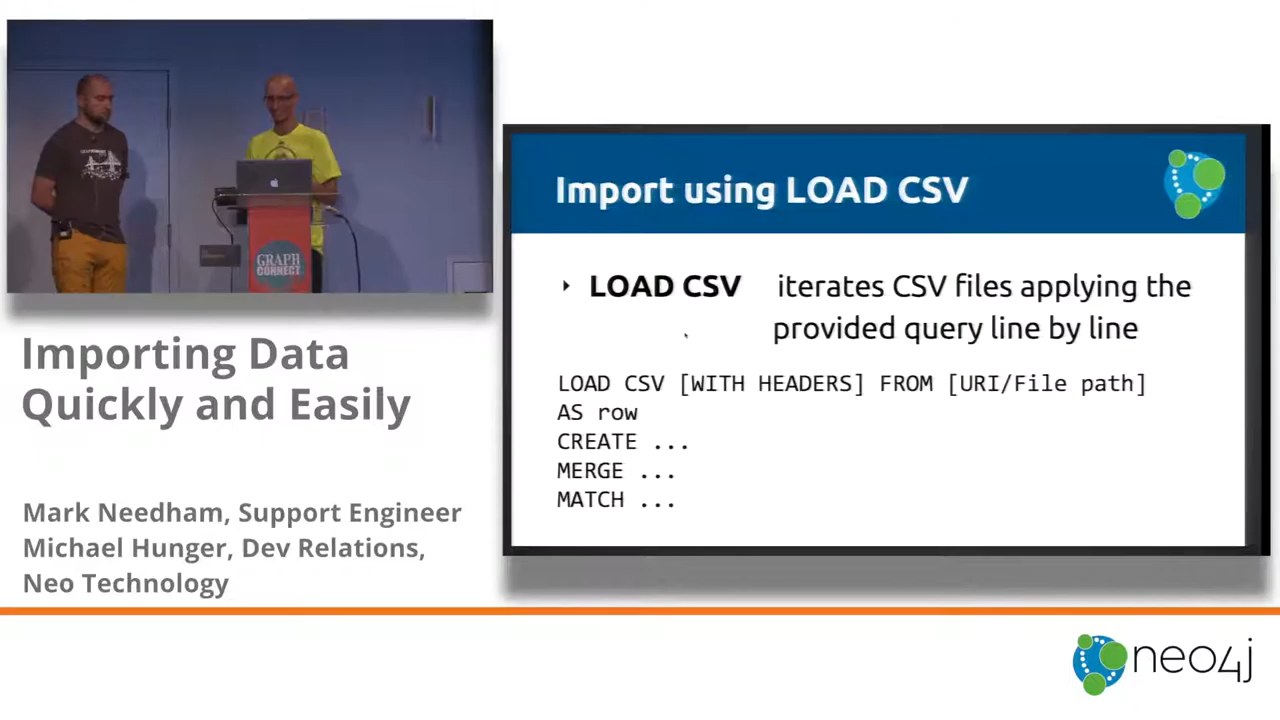 GRAPH
CONNECT
Importing Data
Quickly and Easily
Mark Needham, Support Engineer
Michael Hunger, Dev Relations,
Neo Technology
Import using LOAD CSV
‣ LOAD CSV iterates CSV files applying the
provided query line by line
LOAD CSV [WITH HEADERS] FROM [URI/File path]
AS row
CREATE ...
MERGE ...
MATCH ...
neo4j